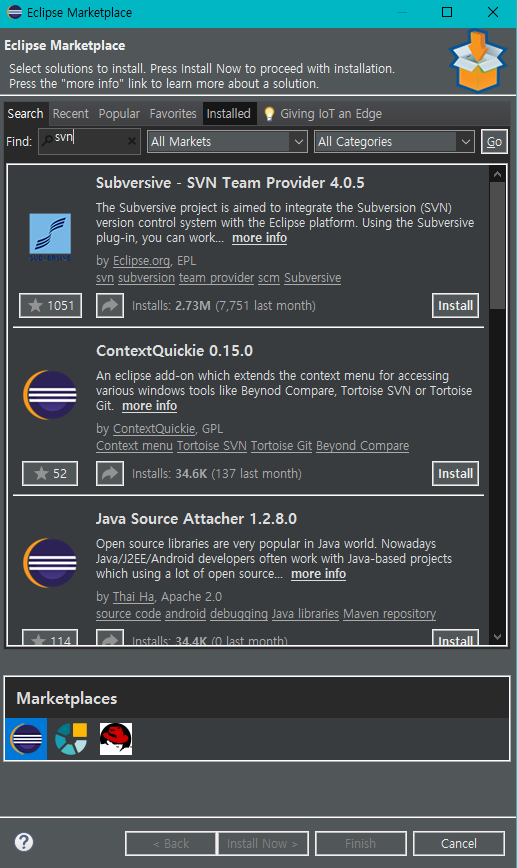 Eclipse Marketplace
Eclipse Marketplace
Select solutions to install. Press Install Now to proceed with installation.
Press the "more info" link to learn more about a solution.
Search Recent Popular Favorites Installed Giving IoT an Edge
Find: svn All Markets All Categories Go
Subversive - SVN Team Provider 4.0.5
The Subversive project is aimed to integrate the Subversion (SVN)
version control system with the Eclipse platform. Using the Subversive
plug-in, you can work... more info
by Eclipse.org, EPL
svn subversion team provider scm Subversive
1051 Installs: 2.73M (7,751 last month) Install
ContextQuickie 0.15.0
An eclipse add-on which extends the context menu for accessing
various windows tools like Beynod Compare, Tortoise SVN or Tortoise
Git. more info
by ContextQuickie, GPL
Context menu Tortoise SVN Tortoise Git Beyond Compare
52 Installs: 34.6K (137 last month) Install
Java Source Attacher 1.2.8.0
Open source libraries are very popular in Java world. Nowadays
Java/J2EE/Android developers often work with Java-based projects
which using a lot of open source... more info
by Thai Ha, Apache 2.0
source code android debugging Java libraries Maven repository
114 Installs: 34.4K (0 last month) Install
Marketplaces
? < Back Install Now > Finish Cancel